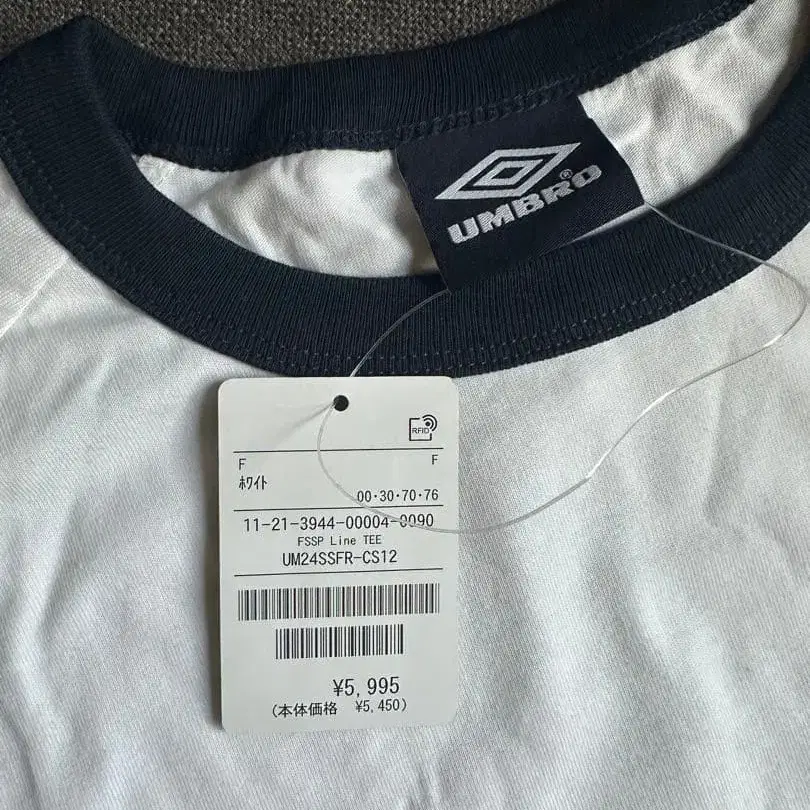 UMBRO®
RFID
F F
ホワイト
00・30・70・76
11-21-3944-00004-0090
FSSP Line TEE
UM24SSFR-CS12
¥5,995
(本体価格 ¥5,450)